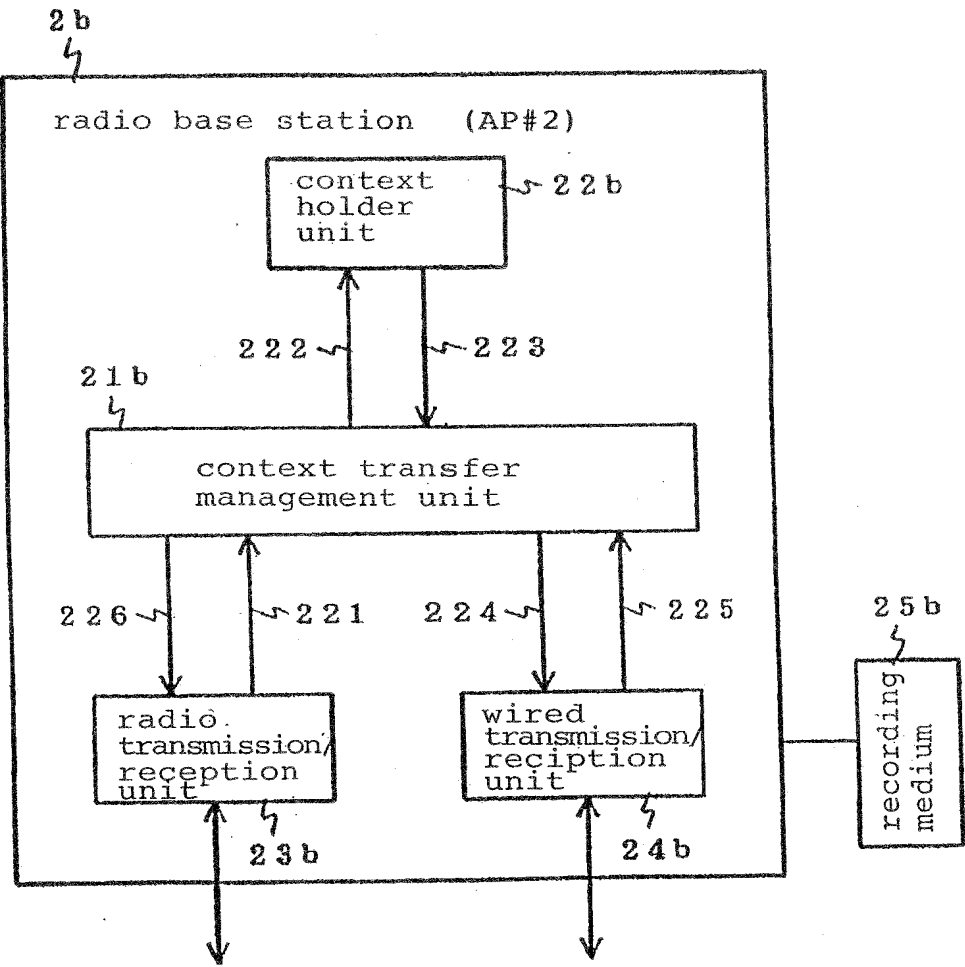 2b
radio base station (AP#2)
context
holder
unit
22b
222
223
21b
context transfer
management unit
226
221
224
225
25b
radio
transmission/
reception
unit
wired
transmission/
reciption
unit
recording
medium
23b
24b